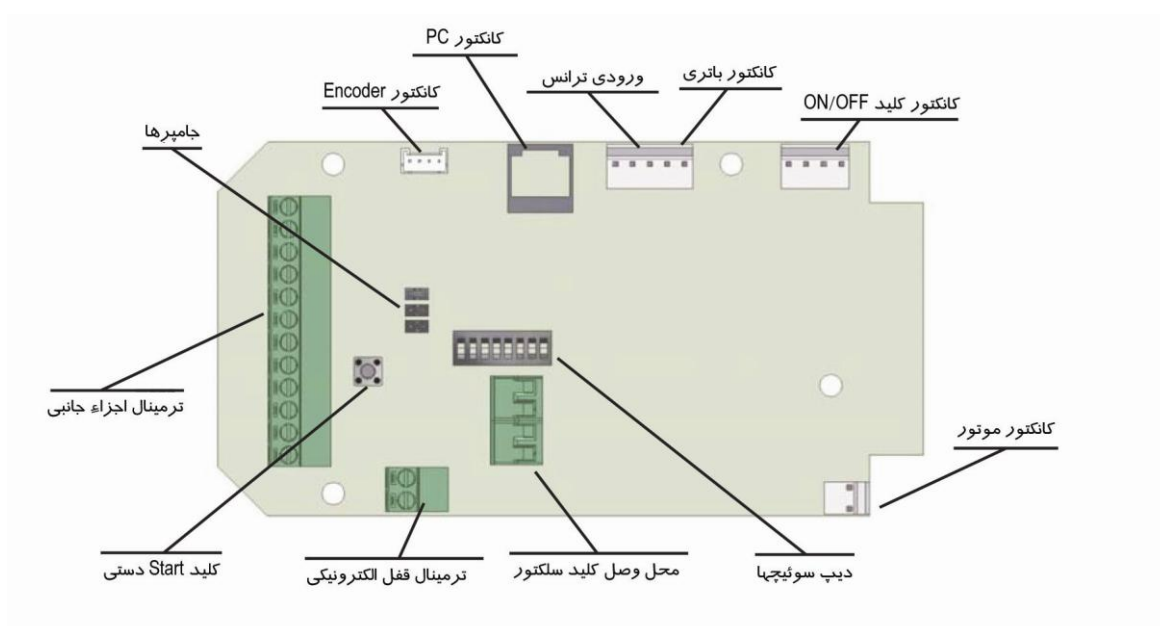 کانکتور PC
کانکتور باتری
ورودی ترانس
کانکتور Encoder
کانکتور کلید ON/OFF
جامپرها
ترمینال اجزاء جانبی
کانکتور موتور
کلید Start دستی
ترمینال قفل الکترونیکی
محل وصل کلید سلکتور
دیپ سوئیچها